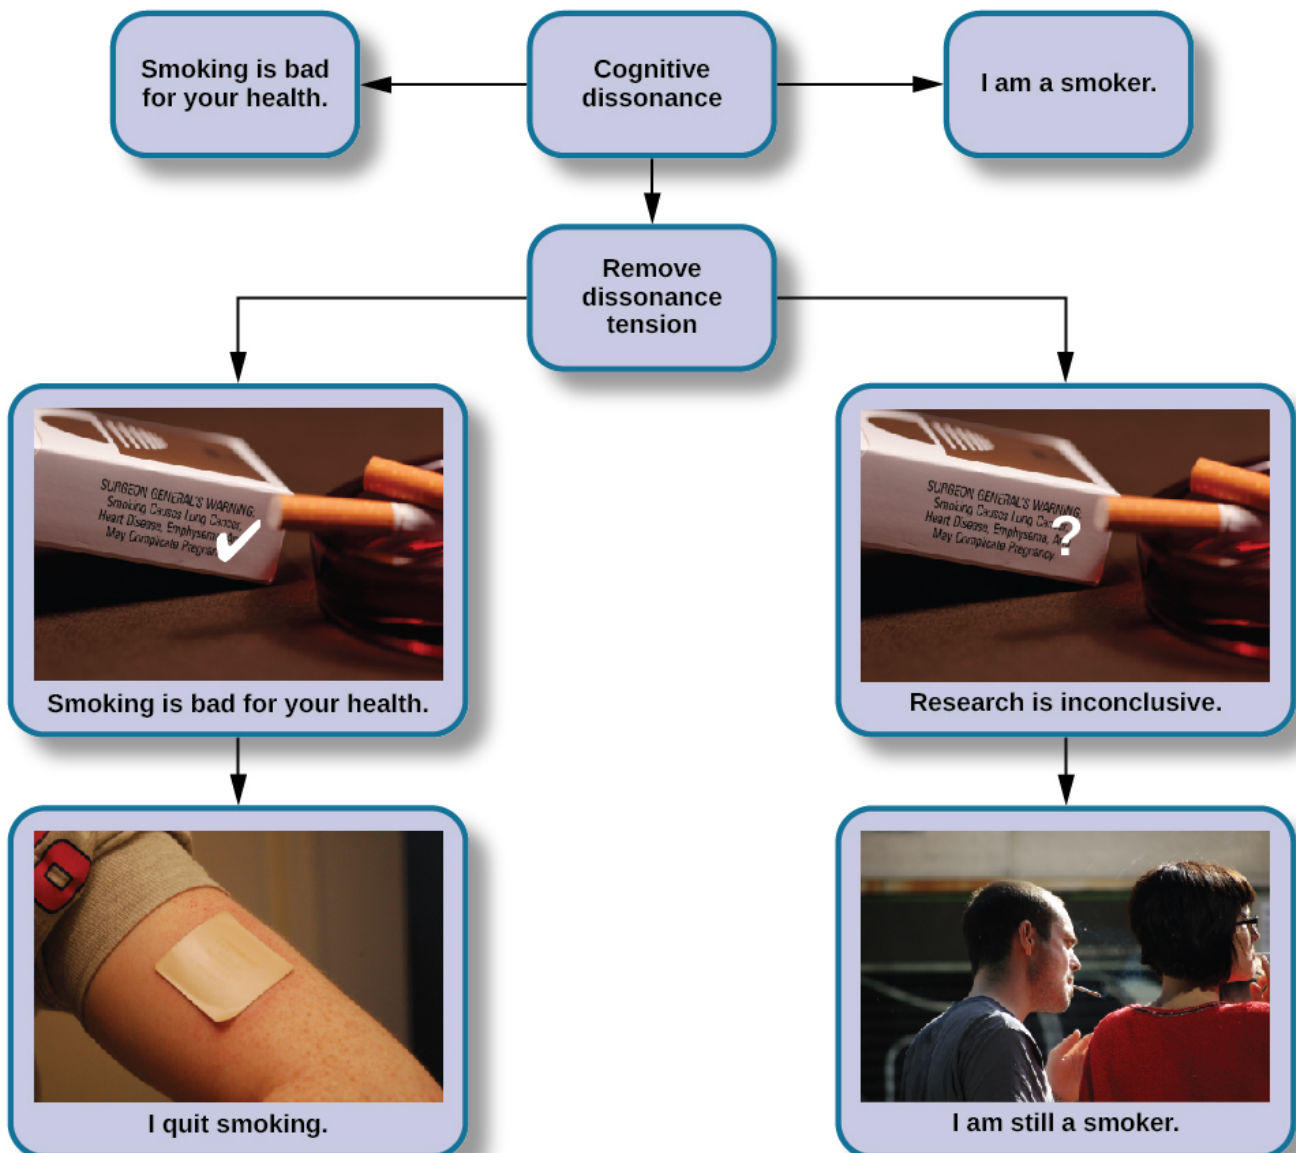 Smoking is bad
for your health.
Cognitive
dissonance
I am a smoker.
Remove
dissonance
tension
SURGEON GENERAL'S WARNING:
Smoking Causes Lung Cancer,
Heart Disease, Emphysema,
May Complicate
✓
Smoking is bad for your health.
SURGEON GENERAL'S WARNING:
Smoking Causes Lung
Heart Disease, Emphysema,
May Complicate Pregnancy
?
Research is inconclusive.
I quit smoking.
I am still a smoker.